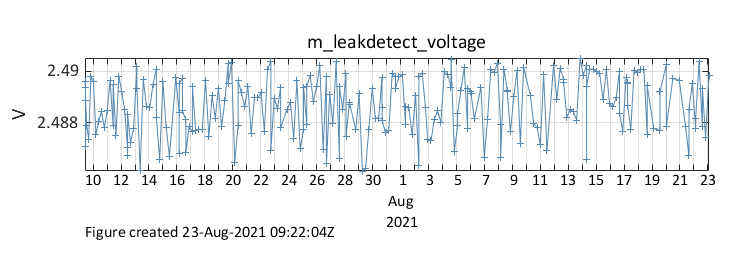 m_leakdetect_voltage
2.49
2.488
V
10 12 14 16 18 20 22 24 26 28 30 1 3 5 7 9 11 13 15 17 19 21 23
Aug
2021
Figure created 23-Aug-2021 09:22:04Z